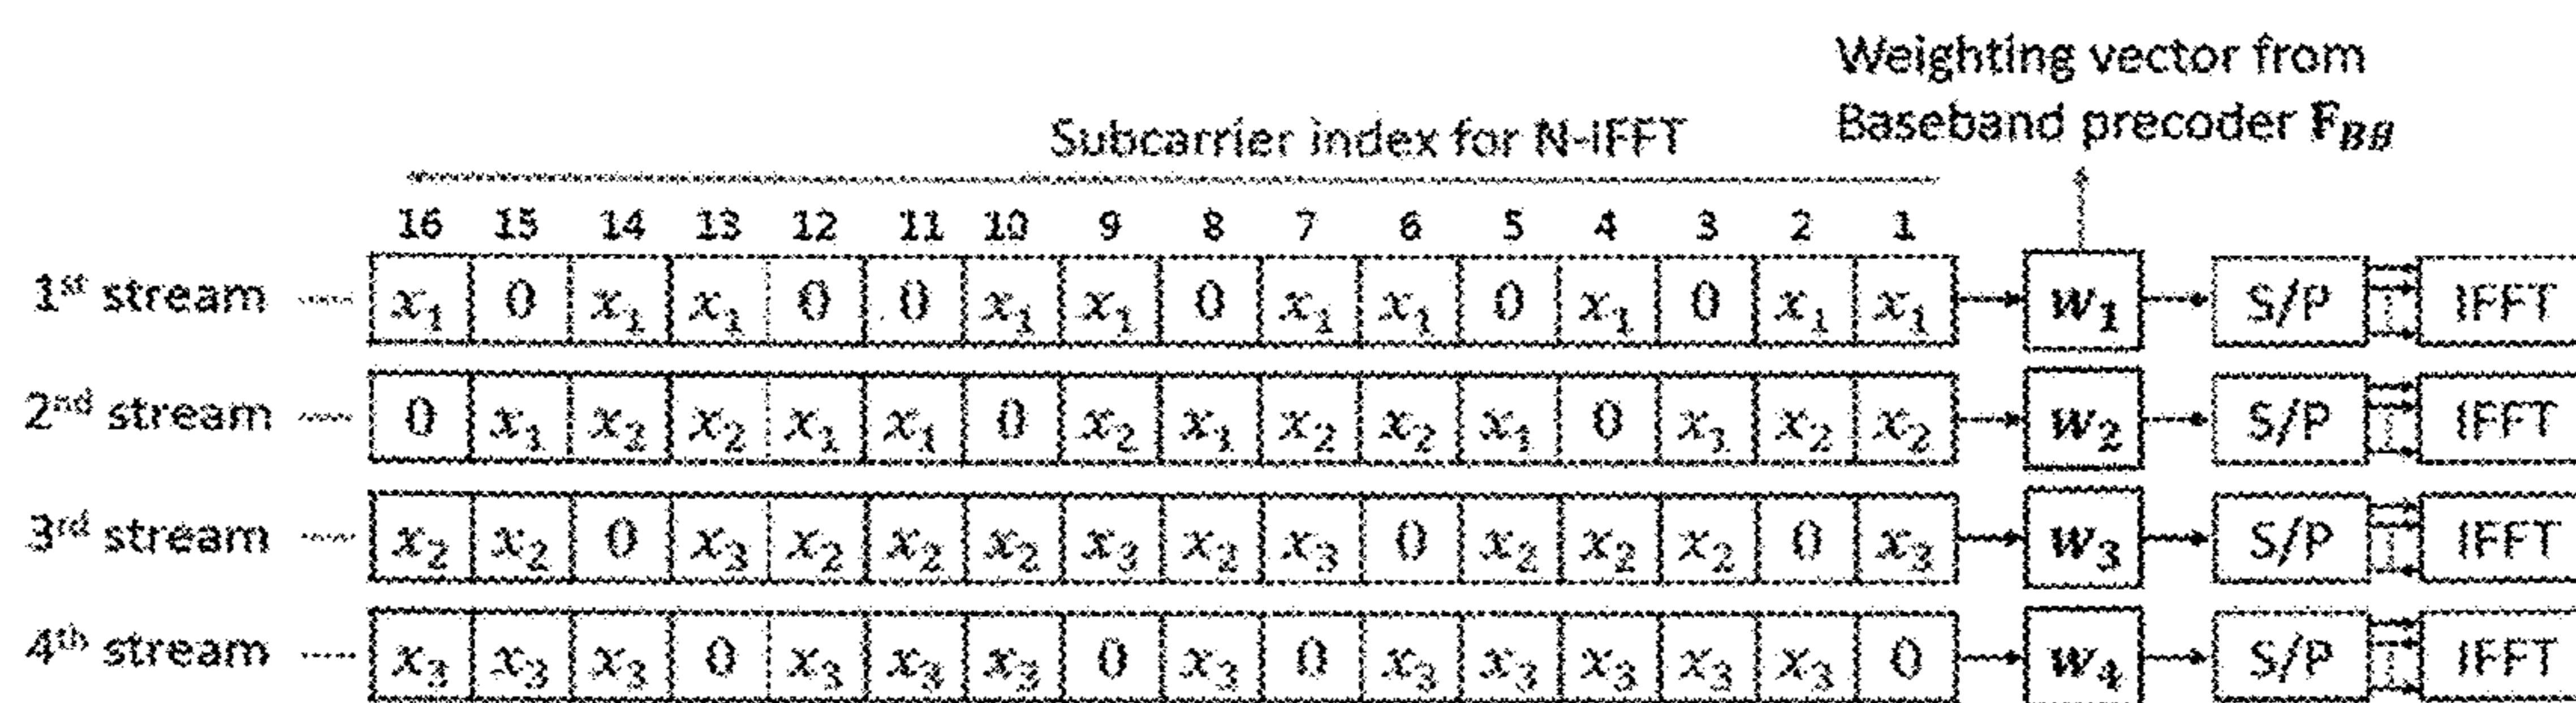 Weighting vector from
Baseband precoder F_BB
Subcarrier index for N-IFFT
16 15 14 13 12 11 10 9 8 7 6 5 4 3 2 1
1st stream x1 0 x1 x1 0 0 x1 x1 0 x1 x1 0 x1 0 x1 x1 w1 S/P IFFT
2nd stream 0 x1 x2 x2 x1 x1 0 x2 x1 x2 x2 x1 0 x1 x2 x2 w2 S/P IFFT
3rd stream x2 x2 0 x3 x2 x2 x2 x3 x2 x3 0 x2 x2 x2 0 x3 w3 S/P IFFT
4th stream x3 x3 x3 0 x3 x3 x3 0 x3 0 x3 x3 x3 x3 x3 0 w4 S/P IFFT